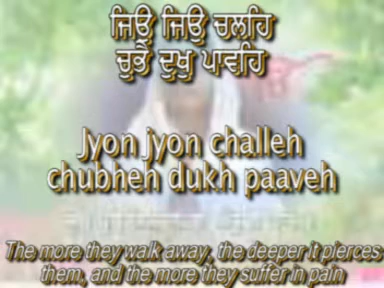 ਜਿਉ ਜਿਉ ਚਲਹਿ
ਚੁਭੈ ਦੁਖੁ ਪਾਵਹਿ
Jyon jyon challeh
chubheh dukh paaveh
The more they walk away, the deeper it pierces
them, and the more they suffer in pain